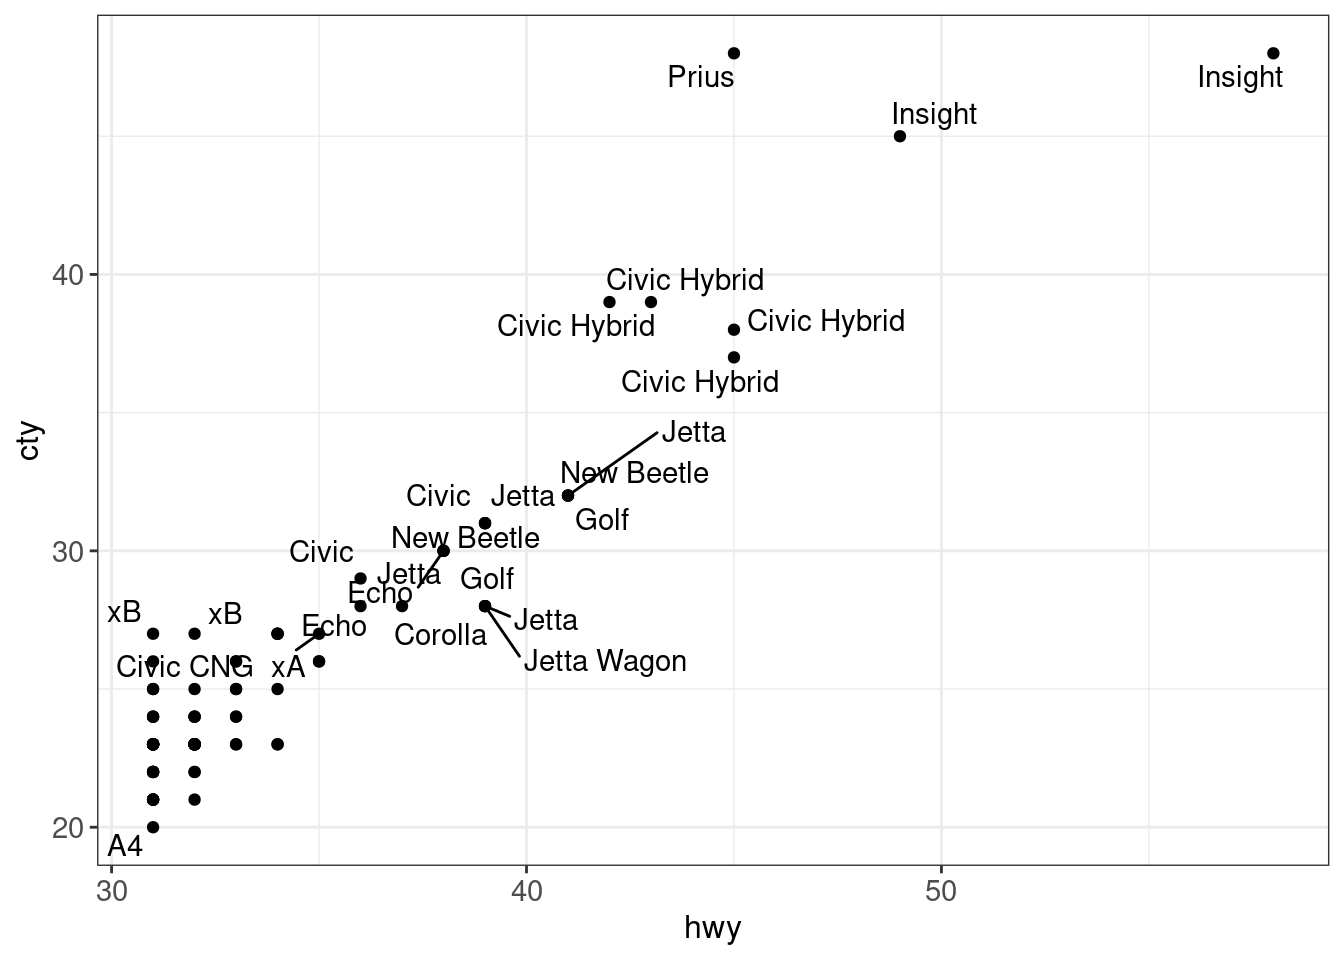 Prius
Insight
Insight
40
Civic Hybrid
Civic Hybrid
Civic Hybrid
Civic Hybrid
cty
Jetta
New Beetle
Civic
Jetta
Golf
New Beetle
30
Civic
Jetta
Golf
Echo
xB
xB
Echo
Jetta
Corolla
Jetta Wagon
Civic CNG
xA
20
A4
30
40
50
hwy